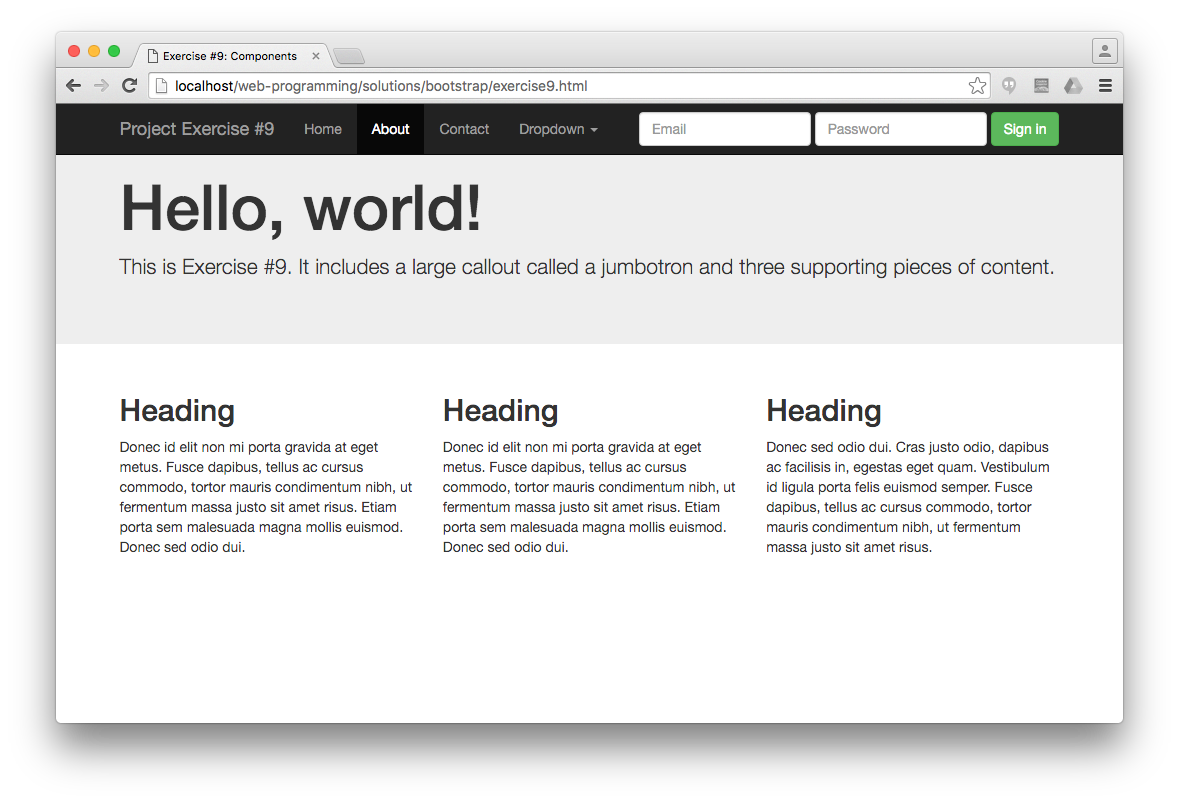 Exercise #9: Components
localhost/web-programming/solutions/bootstrap/exercise9.html
Project Exercise #9 Home About Contact Dropdown Email Password Sign in
Hello, world!
This is Exercise #9. It includes a large callout called a jumbotron and three supporting pieces of content.
Heading
Donec id elit non mi porta gravida at eget
metus. Fusce dapibus, tellus ac cursus
commodo, tortor mauris condimentum nibh, ut
fermentum massa justo sit amet risus. Etiam
porta sem malesuada magna mollis euismod.
Donec sed odio dui.
Heading
Donec id elit non mi porta gravida at eget
metus. Fusce dapibus, tellus ac cursus
commodo, tortor mauris condimentum nibh, ut
fermentum massa justo sit amet risus. Etiam
porta sem malesuada magna mollis euismod.
Donec sed odio dui.
Heading
Donec sed odio dui. Cras justo odio, dapibus
ac facilisis in, egestas eget quam. Vestibulum
id ligula porta felis euismod semper. Fusce
dapibus, tellus ac cursus commodo, tortor
mauris condimentum nibh, ut fermentum
massa justo sit amet risus.